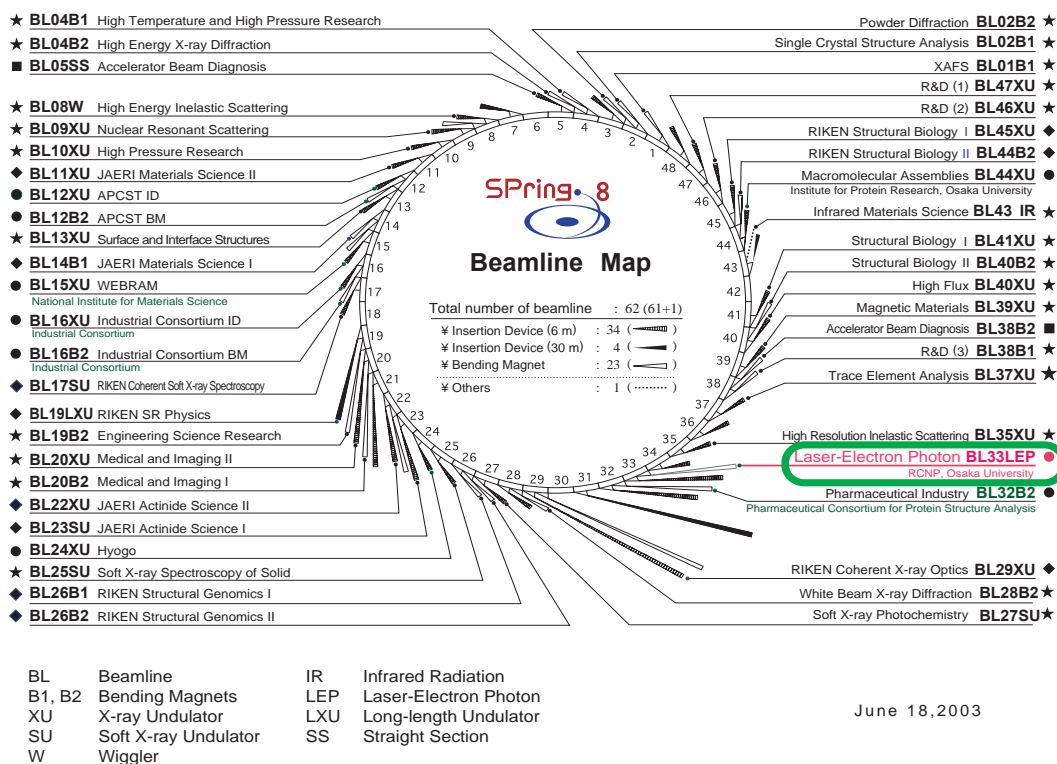 ★ BL04B1 High Temperature and High Pressure Research
★ BL04B2 High Energy X-ray Diffraction
■ BL05SS Accelerator Beam Diagnosis
★ BL08W High Energy Inelastic Scattering
★ BL09XU Nuclear Resonant Scattering
★ BL10XU High Pressure Research
◆ BL11XU JAERI Materials Science II
● BL12XU APCST ID
● BL12B2 APCST BM
★ BL13XU Surface and Interface Structures
◆ BL14B1 JAERI Materials Science I
● BL15XU WEBRAM
National Institute for Materials Science
● BL16XU Industrial Consortium ID
Industrial Consortium
● BL16B2 Industrial Consortium BM
Industrial Consortium
◆ BL17SU RIKEN Coherent Soft X-ray Spectroscopy
◆ BL19LXU RIKEN SR Physics
★ BL19B2 Engineering Science Research
★ BL20XU Medical and Imaging II
★ BL20B2 Medical and Imaging I
◆ BL22XU JAERI Actinide Science II
◆ BL23SU JAERI Actinide Science I
● BL24XU Hyogo
★ BL25SU Soft X-ray Spectroscopy of Solid
◆ BL26B1 RIKEN Structural Genomics I
◆ BL26B2 RIKEN Structural Genomics II
Powder Diffraction BL02B2 ★
Single Crystal Structure Analysis BL02B1 ★
XAFS BL01B1 ★
R&D (1) BL47XU ★
R&D (2) BL46XU ★
RIKEN Structural Biology I BL45XU ◆
RIKEN Structural Biology II BL44B2 ◆
Macromolecular Assemblies BL44XU ●
Institute for Protein Research, Osaka University
Infrared Materials Science BL43 IR ★
Structural Biology I BL41XU ★
Structural Biology II BL40B2 ★
High Flux BL40XU ★
Magnetic Materials BL39XU ★
Accelerator Beam Diagnosis BL38B2 ■
R&D (3) BL38B1 ★
Trace Element Analysis BL37XU ★
High Resolution Inelastic Scattering BL35XU ★
Laser-Electron Photon BL33LEP ●
RCNP, Osaka University
Pharmaceutical Industry BL32B2 ●
Pharmaceutical Consortium for Protein Structure Analysis
RIKEN Coherent X-ray Optics BL29XU ◆
White Beam X-ray Diffraction BL28B2 ★
Soft X-ray Photochemistry BL27SU ★
1
2
3
4
5
6
7
8
9
10
11
12
13
14
15
16
17
18
19
20
21
22
23
24
25
26
27
28
29
30
31
32
33
34
35
36
37
38
39
40
41
42
43
44
45
46
47
48
SPring-8
Beamline Map
Total number of beamline : 62 (61+1)
¥ Insertion Device (6 m) : 34 ( )
¥ Insertion Device (30 m) : 4 ( )
¥ Bending Magnet : 23 ( )
¥ Others : 1 ( )
BL Beamline
B1, B2 Bending Magnets
XU X-ray Undulator
SU Soft X-ray Undulator
W Wiggler
IR Infrared Radiation
LEP Laser-Electron Photon
LXU Long-length Undulator
SS Straight Section
June 18,2003